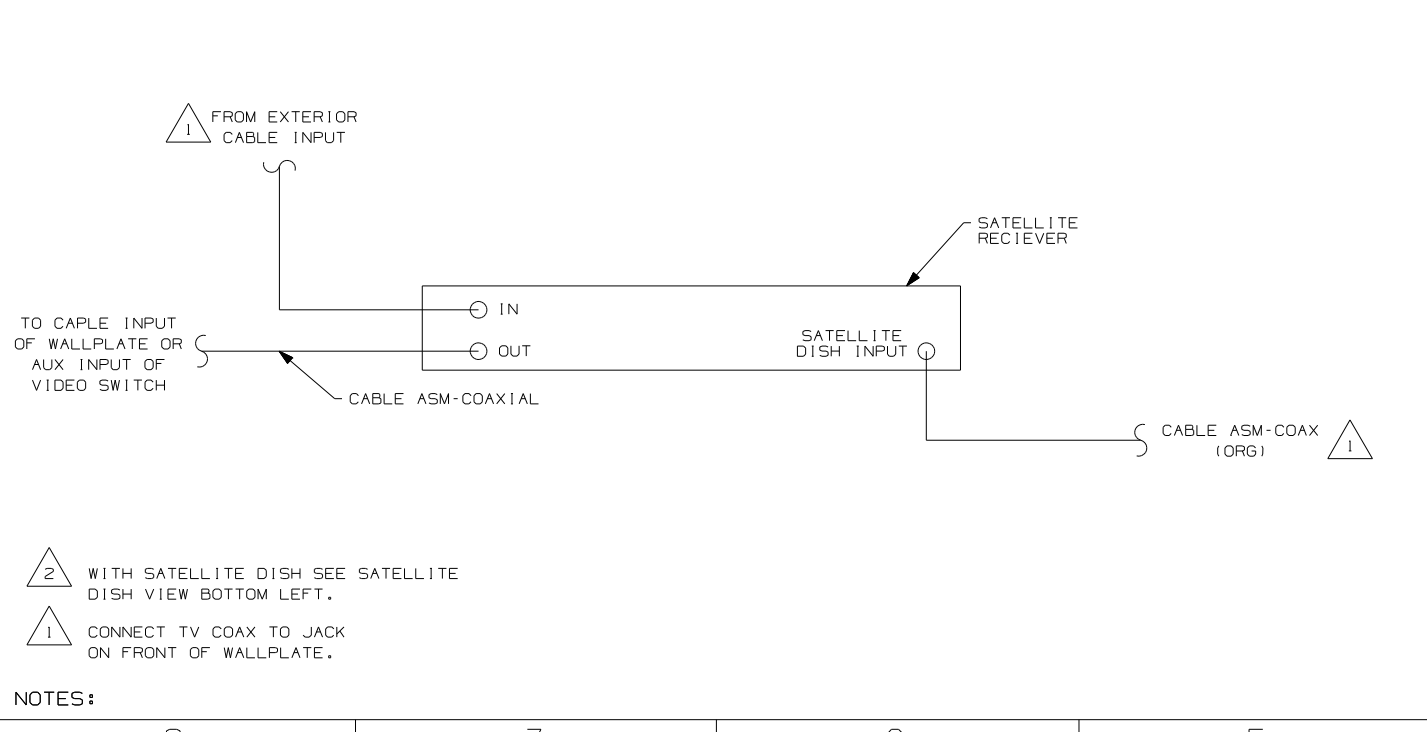 1
FROM EXTERIOR
CABLE INPUT
SATELLITE
RECIEVER
IN
TO CAPLE INPUT
OF WALLPLATE OR
AUX INPUT OF
VIDEO SWITCH
OUT
SATELLITE
DISH INPUT
CABLE ASM-COAXIAL
CABLE ASM-COAX
(ORG)
1
2
WITH SATELLITE DISH SEE SATELLITE
DISH VIEW BOTTOM LEFT.
1
CONNECT TV COAX TO JACK
ON FRONT OF WALLPLATE.
NOTES: